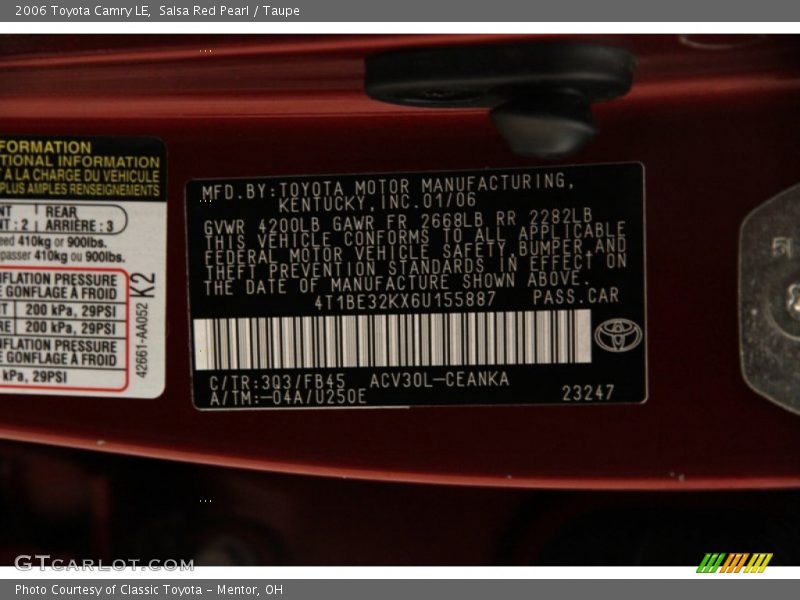 2006 Toyota Camry LE, Salsa Red Pearl / Taupe
FORMATION
TIONAL INFORMATION
À LA CHARGE DU VÉHICULE
PLUS AMPLES RENSEIGNEMENTS
NT : 2 | REAR ARRIÈRE : 3
eed 410kg or 900lbs.
passer 410kg ou 900lbs.
FLATION PRESSURE
E GONFLAGE À FROID
T 200 kPa, 29PSI
RE 200 kPa, 29PSI
FLATION PRESSURE
E GONFLAGE À FROID
kPa, 29PSI
42661-AA052 K2
MFD.BY:TOYOTA MOTOR MANUFACTURING,
KENTUCKY,INC.01/06
GVWR 4200LB GAWR FR 2668LB RR 2282LB
THIS VEHICLE CONFORMS TO ALL APPLICABLE
FEDERAL MOTOR VEHICLE SAFETY,BUMPER,AND
THEFT PREVENTION STANDARDS IN EFFECT ON
THE DATE OF MANUFACTURE SHOWN ABOVE.
4T1BE32KX6U155887 PASS.CAR
C/TR:3Q3/FB45 ACV30L-CEANKA
A/TM:-04A/U250E 23247
GTCARLOT.COM
Photo Courtesy of Classic Toyota - Mentor, OH